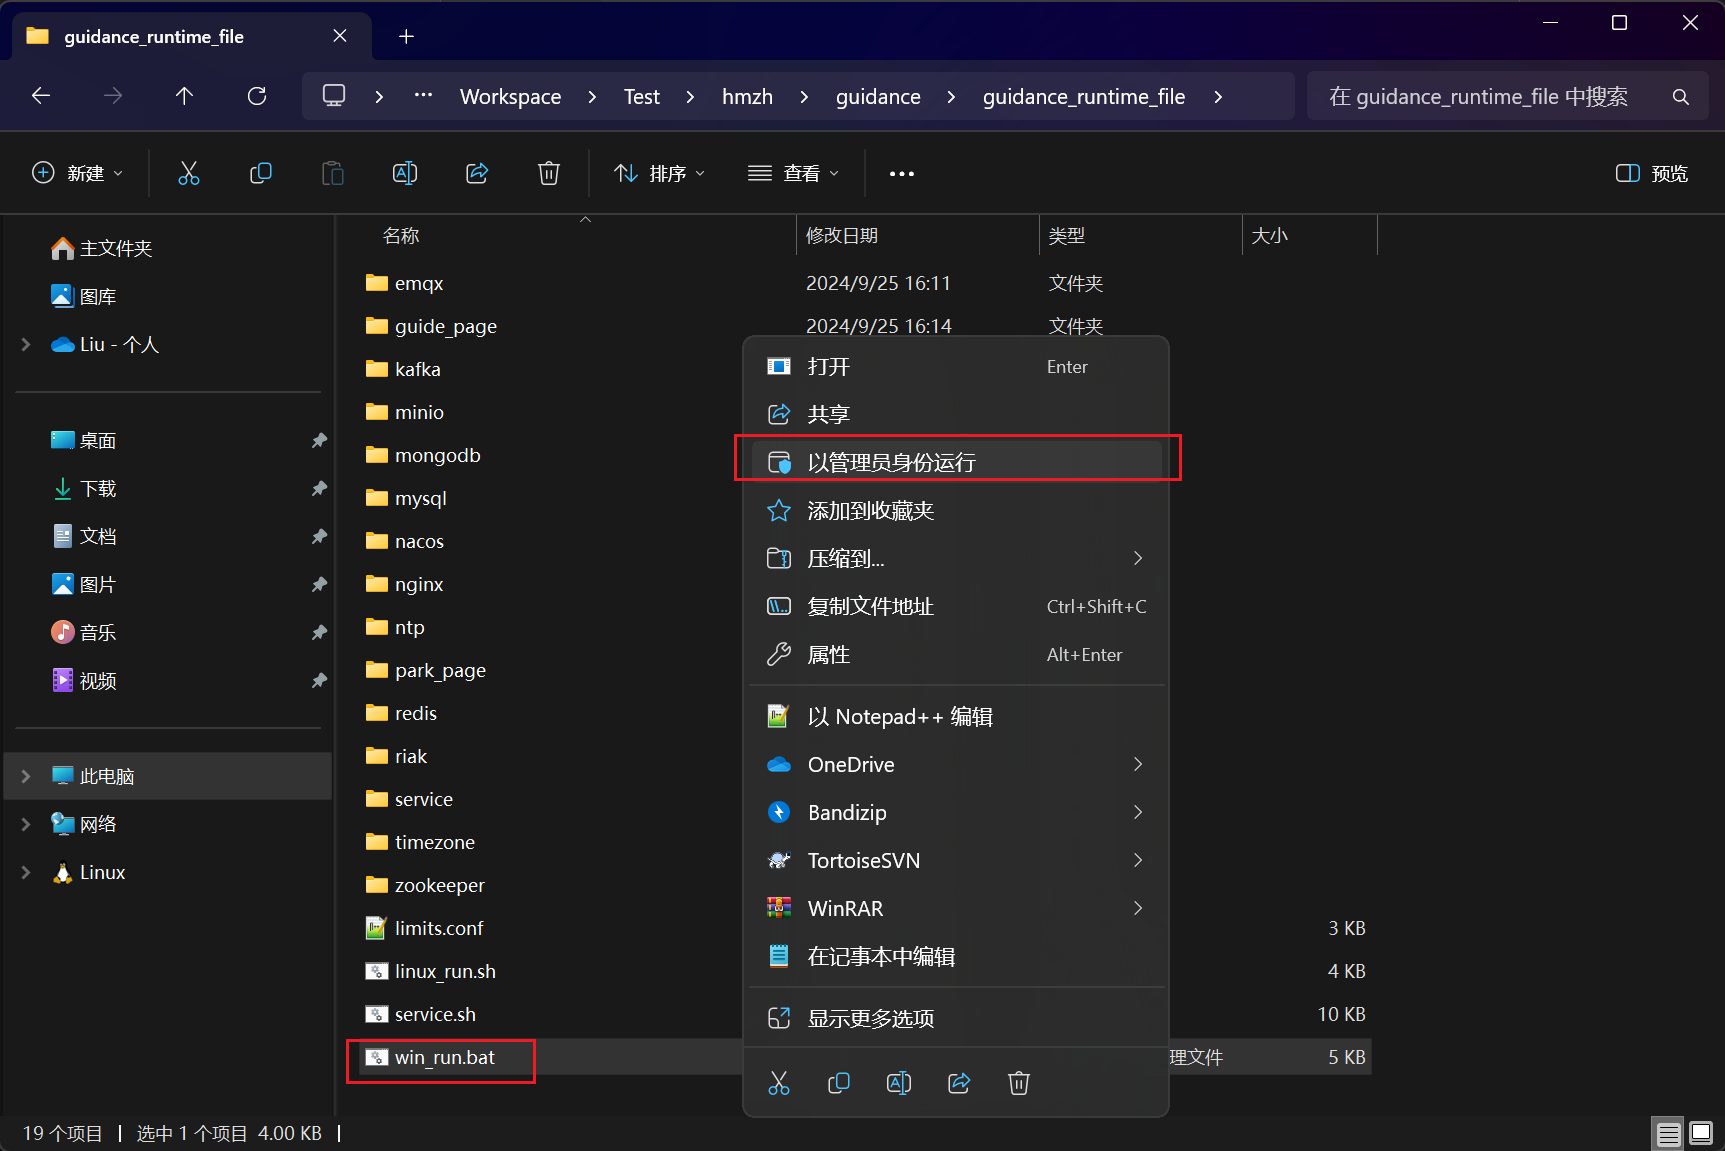 guidance_runtime_file
Workspace Test hmzh guidance guidance_runtime_file
在 guidance_runtime_file 中搜索
新建 排序 查看 预览
主文件夹
图库
Liu - 个人
桌面
下载
文档
图片
音乐
视频
此电脑
网络
Linux
名称 修改日期 类型 大小
emqx 2024/9/25 16:11 文件夹
guide_page 2024/9/25 16:14 文件夹
kafka
minio
mongodb
mysql
nacos
nginx
ntp
park_page
redis
riak
service
timezone
zookeeper
limits.conf 3 KB
linux_run.sh 4 KB
service.sh 10 KB
win_run.bat 理文件 5 KB
打开 Enter
共享
以管理员身份运行
添加到收藏夹
压缩到...
复制文件地址 Ctrl+Shift+C
属性 Alt+Enter
以 Notepad++ 编辑
OneDrive
Bandizip
TortoiseSVN
WinRAR
在记事本中编辑
显示更多选项
19 个项目 选中 1 个项目 4.00 KB